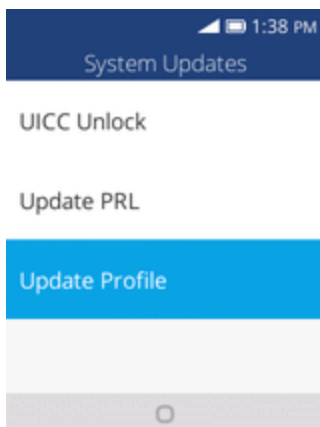 1:38 PM
System Updates
UICC Unlock
Update PRL
Update Profile